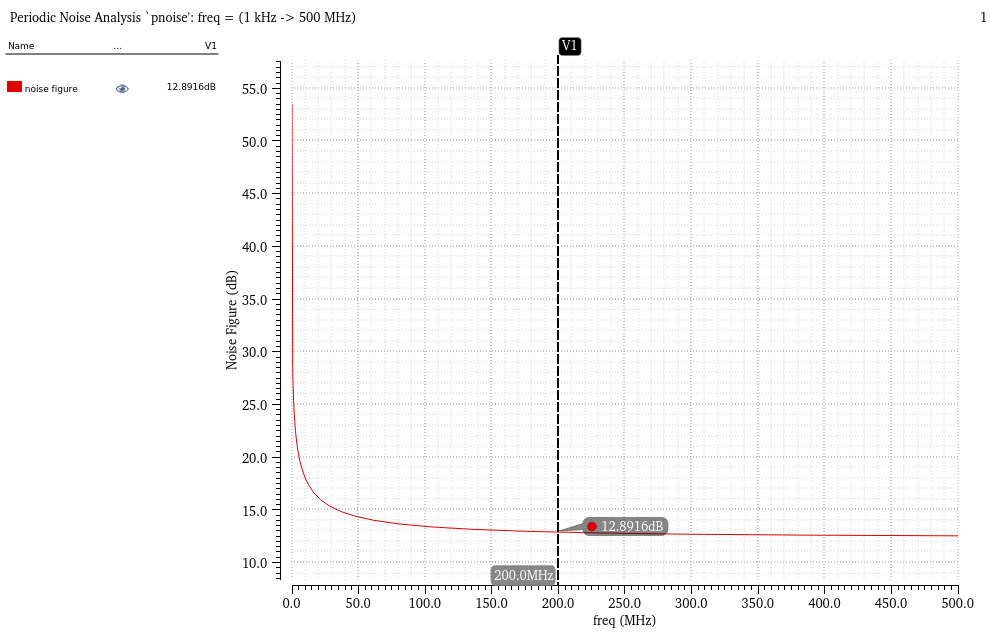 Periodic Noise Analysis `pnoise': freq = (1 kHz -> 500 MHz)
1
Name ... V1
noise figure 12.8916dB
V1
55.0
50.0
45.0
40.0
35.0
30.0
25.0
20.0
15.0
10.0
Noise Figure (dB)
12.8916dB
200.0MHz
0.0 50.0 100.0 150.0 200.0 250.0 300.0 350.0 400.0 450.0 500.0
freq (MHz)